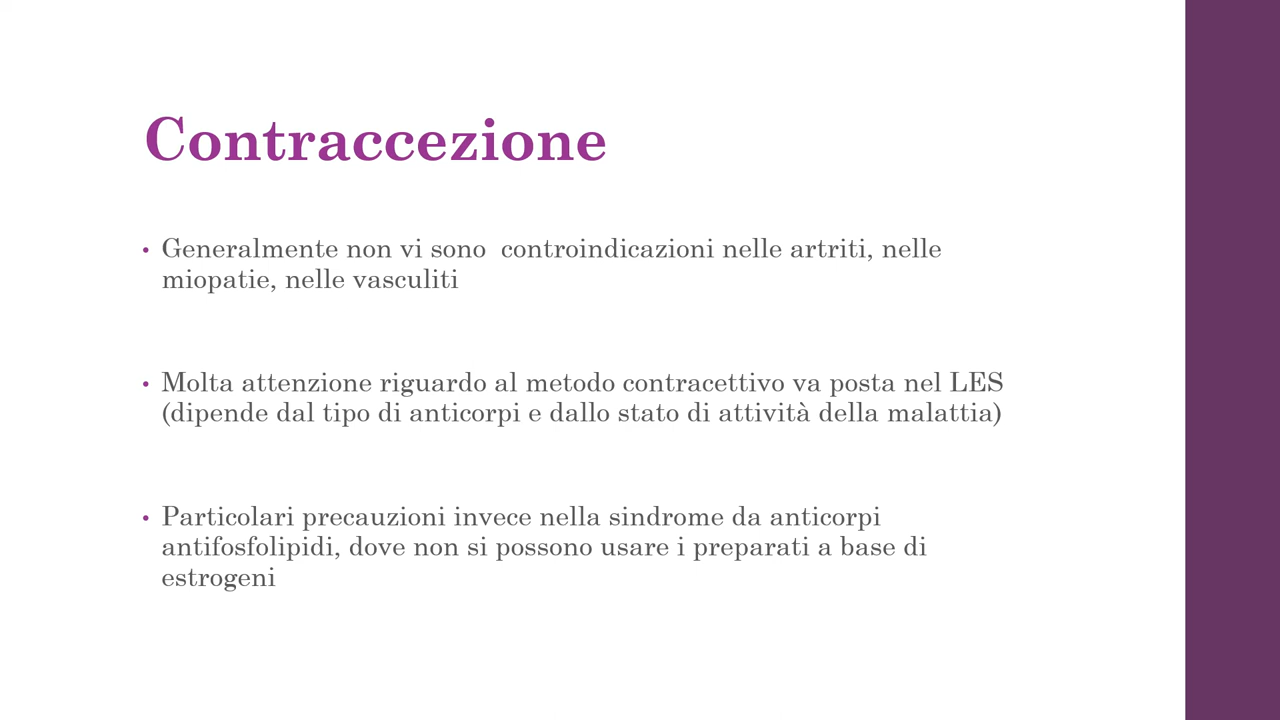 Contraccezione
• Generalmente non vi sono  controindicazioni nelle artriti, nelle
miopatie, nelle vasculiti
• Molta attenzione riguardo al metodo contracettivo va posta nel LES
(dipende dal tipo di anticorpi e dallo stato di attività della malattia)
• Particolari precauzioni invece nella sindrome da anticorpi
antifosfolipidi, dove non si possono usare i preparati a base di
estrogeni